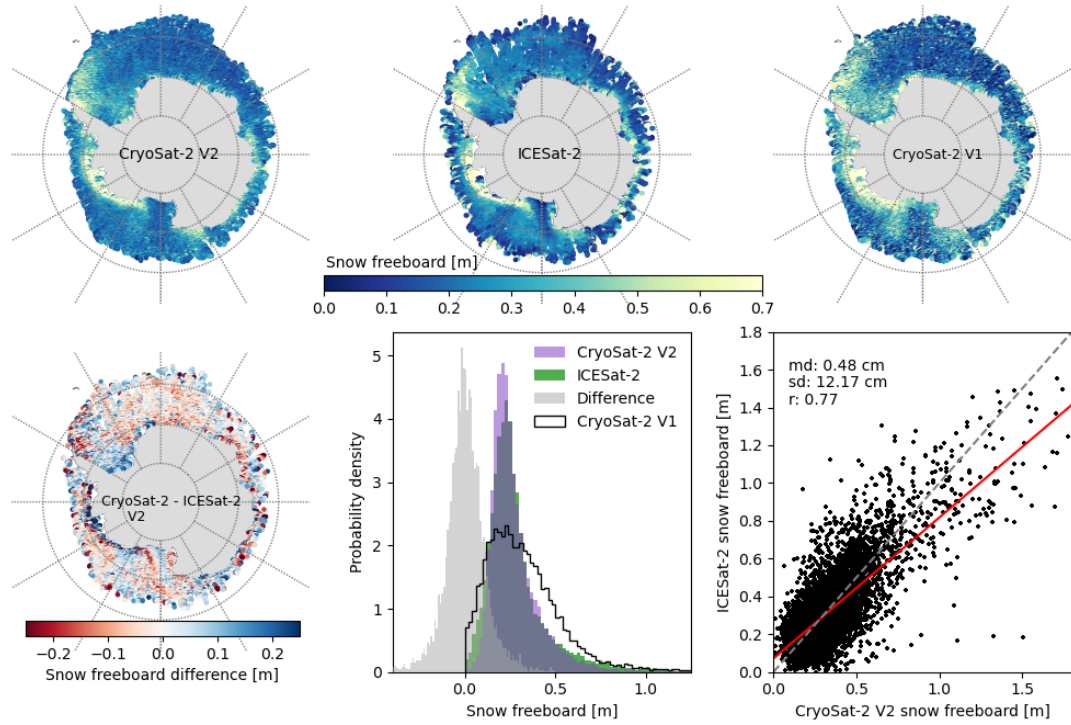 CryoSat-2 V2
ICESat-2
CryoSat-2 V1
Snow freeboard [m]
0.0 0.1 0.2 0.3 0.4 0.5 0.6 0.7
CryoSat-2 - ICESat-2
V2
−0.2 −0.1 0.0 0.1 0.2
Snow freeboard difference [m]
Probability density
5
4
3
2
1
0
CryoSat-2 V2
ICESat-2
Difference
CryoSat-2 V1
0.0 0.5 1.0
Snow freeboard [m]
ICESat-2 snow freeboard [m]
1.8
1.6
1.4
1.2
1.0
0.8
0.6
0.4
0.2
0.0
md: 0.48 cm
sd: 12.17 cm
r: 0.77
0.0 0.5 1.0 1.5
CryoSat-2 V2 snow freeboard [m]